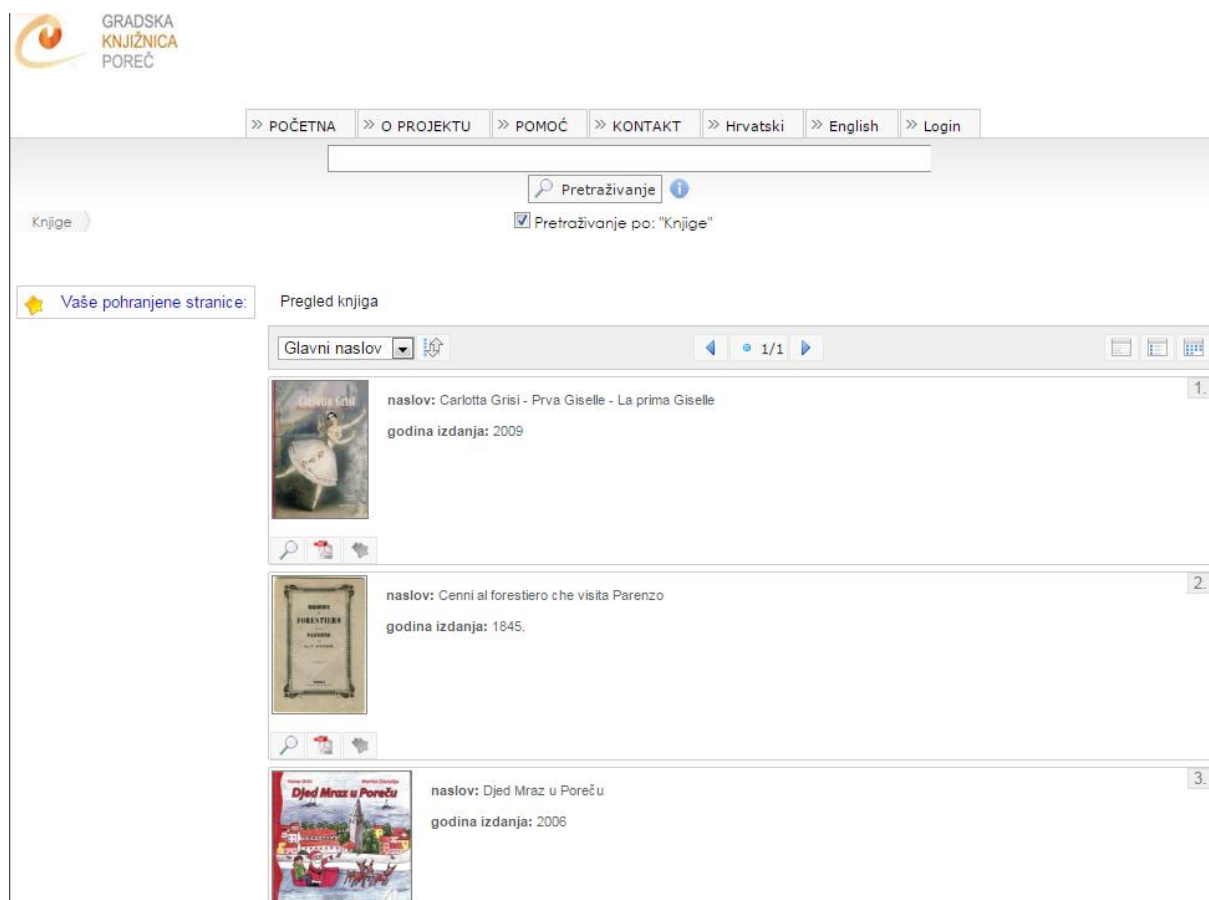 GRADSKA
KNJIŽNICA
POREČ
» POČETNA » O PROJEKTU » POMOĆ » KONTAKT » Hrvatski » English » Login
Pretraživanje
Knjige
Pretraživanje po: "Knjige"
Vaše pohranjene stranice:
Pregled knjiga
Glavni naslov
1/1
1.
Carlotta Grisi
naslov: Carlotta Grisi - Prva Giselle - La prima Giselle
godina izdanja: 2009
2.
FORESTIERO
naslov: Cenni al forestiero che visita Parenzo
godina izdanja: 1845.
3.
Djed Mraz u Poreču
naslov: Djed Mraz u Poreču
godina izdanja: 2006